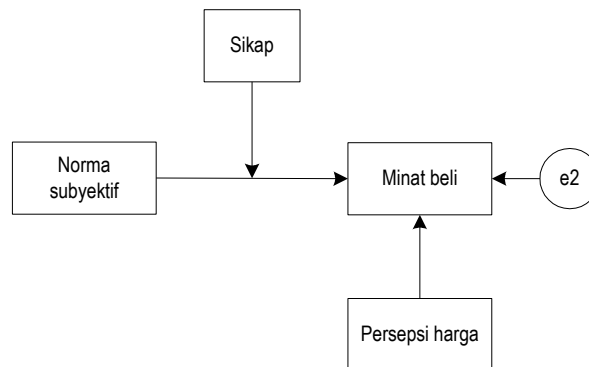 Sikap
Norma
subyektif
Minat beli
e2
Persepsi harga